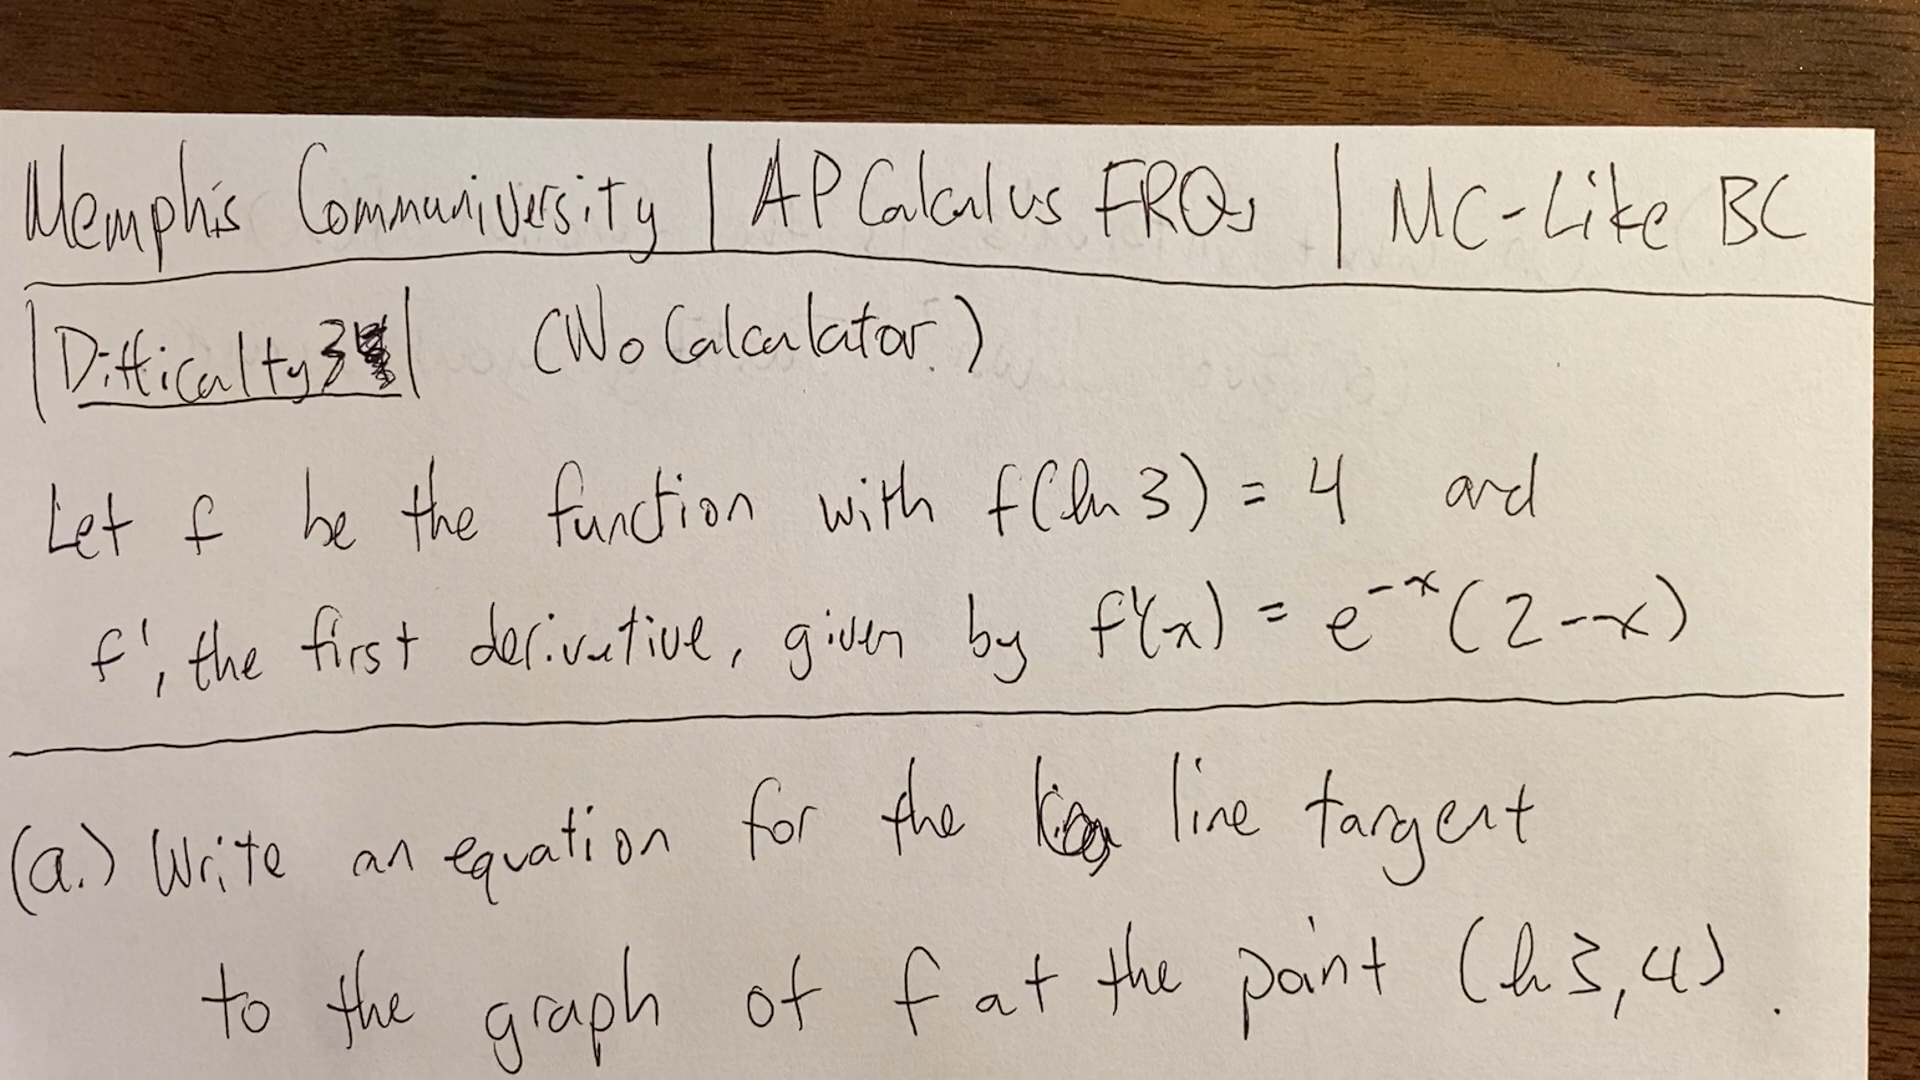 Memphis Communiversity | AP Calculus FRQs | MC-Like BC
Difficulty 3 (No Calculator.)
Let f be the function with f(ln 3) = 4 and
f', the first derivative, given by f'(x) = e^{-x}(2-x)
(a.) Write an equation for the line tangent
to the graph of f at the point (ln 3, 4).